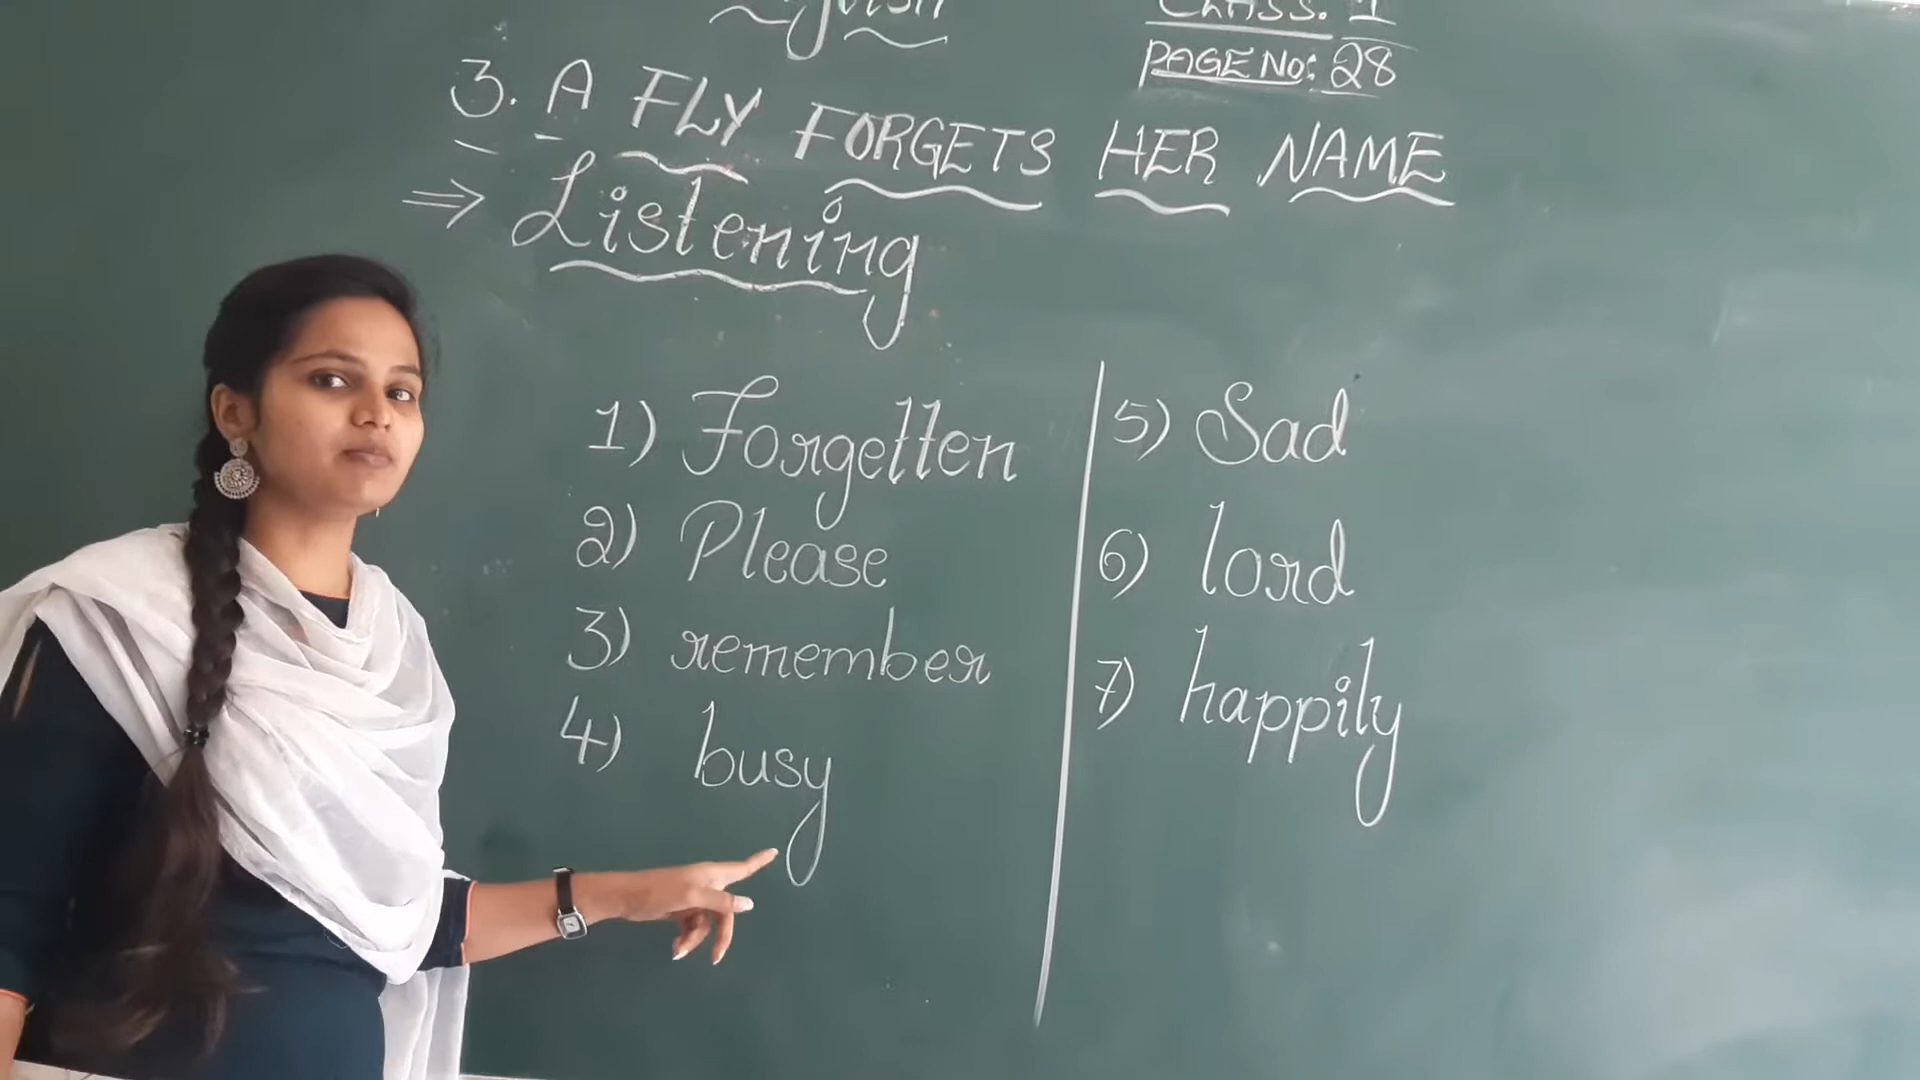 English
CLASS: 1
PAGE NO: 28
3. A FLY FORGETS HER NAME
⇒ Listening
1) Forgetten
2) Please
3) remember
4) busy
5) Sad
6) lord
7) happily